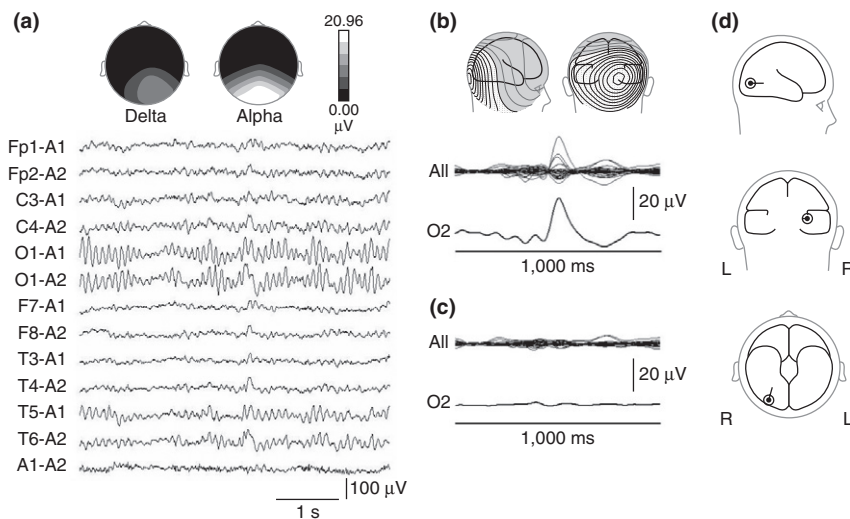 (a)
20.96
0.00
μV
Delta
Alpha
Fp1-A1
Fp2-A2
C3-A1
C4-A2
O1-A1
O1-A2
F7-A1
F8-A2
T3-A1
T4-A2
T5-A1
T6-A2
A1-A2
100 μV
1 s
(b)
All
20 μV
O2
1,000 ms
(c)
All
20 μV
O2
1,000 ms
(d)
L
R
R
L